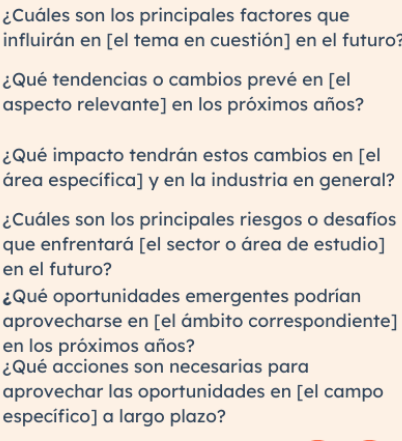 ¿Cuáles son los principales factores que
influirán en [el tema en cuestión] en el futuro?
¿Qué tendencias o cambios prevé en [el
aspecto relevante] en los próximos años?
¿Qué impacto tendrán estos cambios en [el
área específica] y en la industria en general?
¿Cuáles son los principales riesgos o desafíos
que enfrentará [el sector o área de estudio]
en el futuro?
¿Qué oportunidades emergentes podrían
aprovecharse en [el ámbito correspondiente]
en los próximos años?
¿Qué acciones son necesarias para
aprovechar las oportunidades en [el campo
específico] a largo plazo?